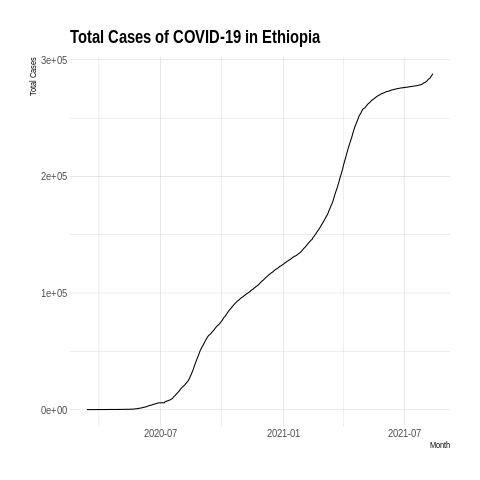 Total Cases of COVID-19 in Ethiopia
Total Cases
3e+05
2e+05
1e+05
0e+00
2020-07 2021-01 2021-07
Month